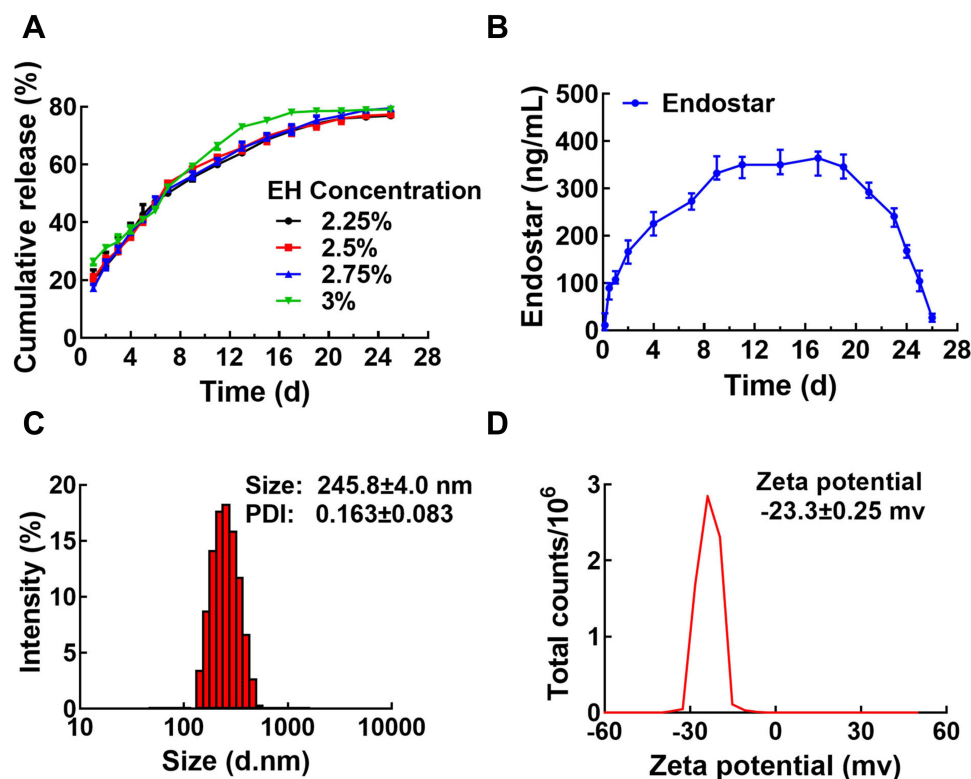 A
Cumulative release (%)
80
60
40
20
0
0
4
8
12
16
20
24
28
Time (d)
EH Concentration
2.25%
2.5%
2.75%
3%
B
Endostar (ng/mL)
500
400
300
200
100
0
0
4
8
12
16
20
24
28
Time (d)
Endostar
C
Intensity (%)
20
15
10
5
0
10
100
1000
10000
Size (d.nm)
Size: 245.8±4.0 nm
PDI: 0.163±0.083
D
Total counts/10⁶
3
2
1
0
-60
-30
0
30
60
Zeta potential (mv)
Zeta potential
-23.3±0.25 mv